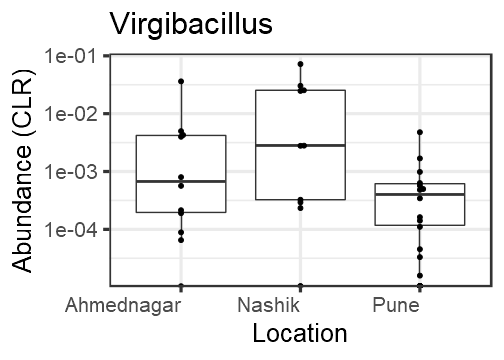 Virgibacillus
Abundance (CLR)
1e-01
1e-02
1e-03
1e-04
Ahmednagar Nashik Pune
Location